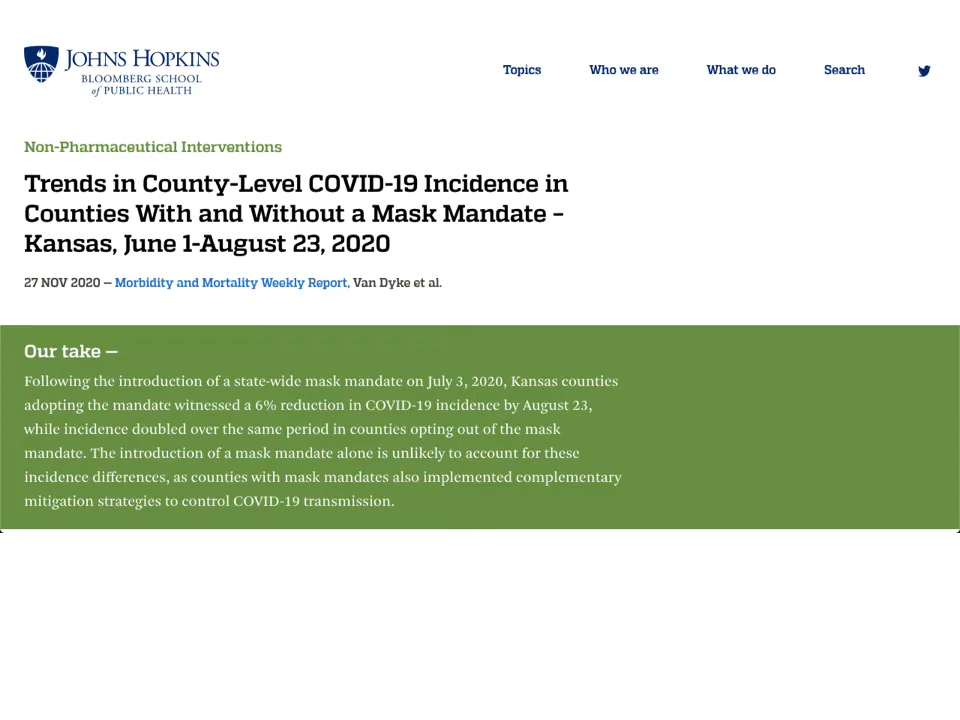 JOHNS HOPKINS
BLOOMBERG SCHOOL
of PUBLIC HEALTH
Topics
Who we are
What we do
Search
Non-Pharmaceutical Interventions
Trends in County-Level COVID-19 Incidence in
Counties With and Without a Mask Mandate –
Kansas, June 1-August 23, 2020
27 NOV 2020 — Morbidity and Mortality Weekly Report, Van Dyke et al.
Our take —
Following the introduction of a state-wide mask mandate on July 3, 2020, Kansas counties
adopting the mandate witnessed a 6% reduction in COVID-19 incidence by August 23,
while incidence doubled over the same period in counties opting out of the mask
mandate. The introduction of a mask mandate alone is unlikely to account for these
incidence differences, as counties with mask mandates also implemented complementary
mitigation strategies to control COVID-19 transmission.